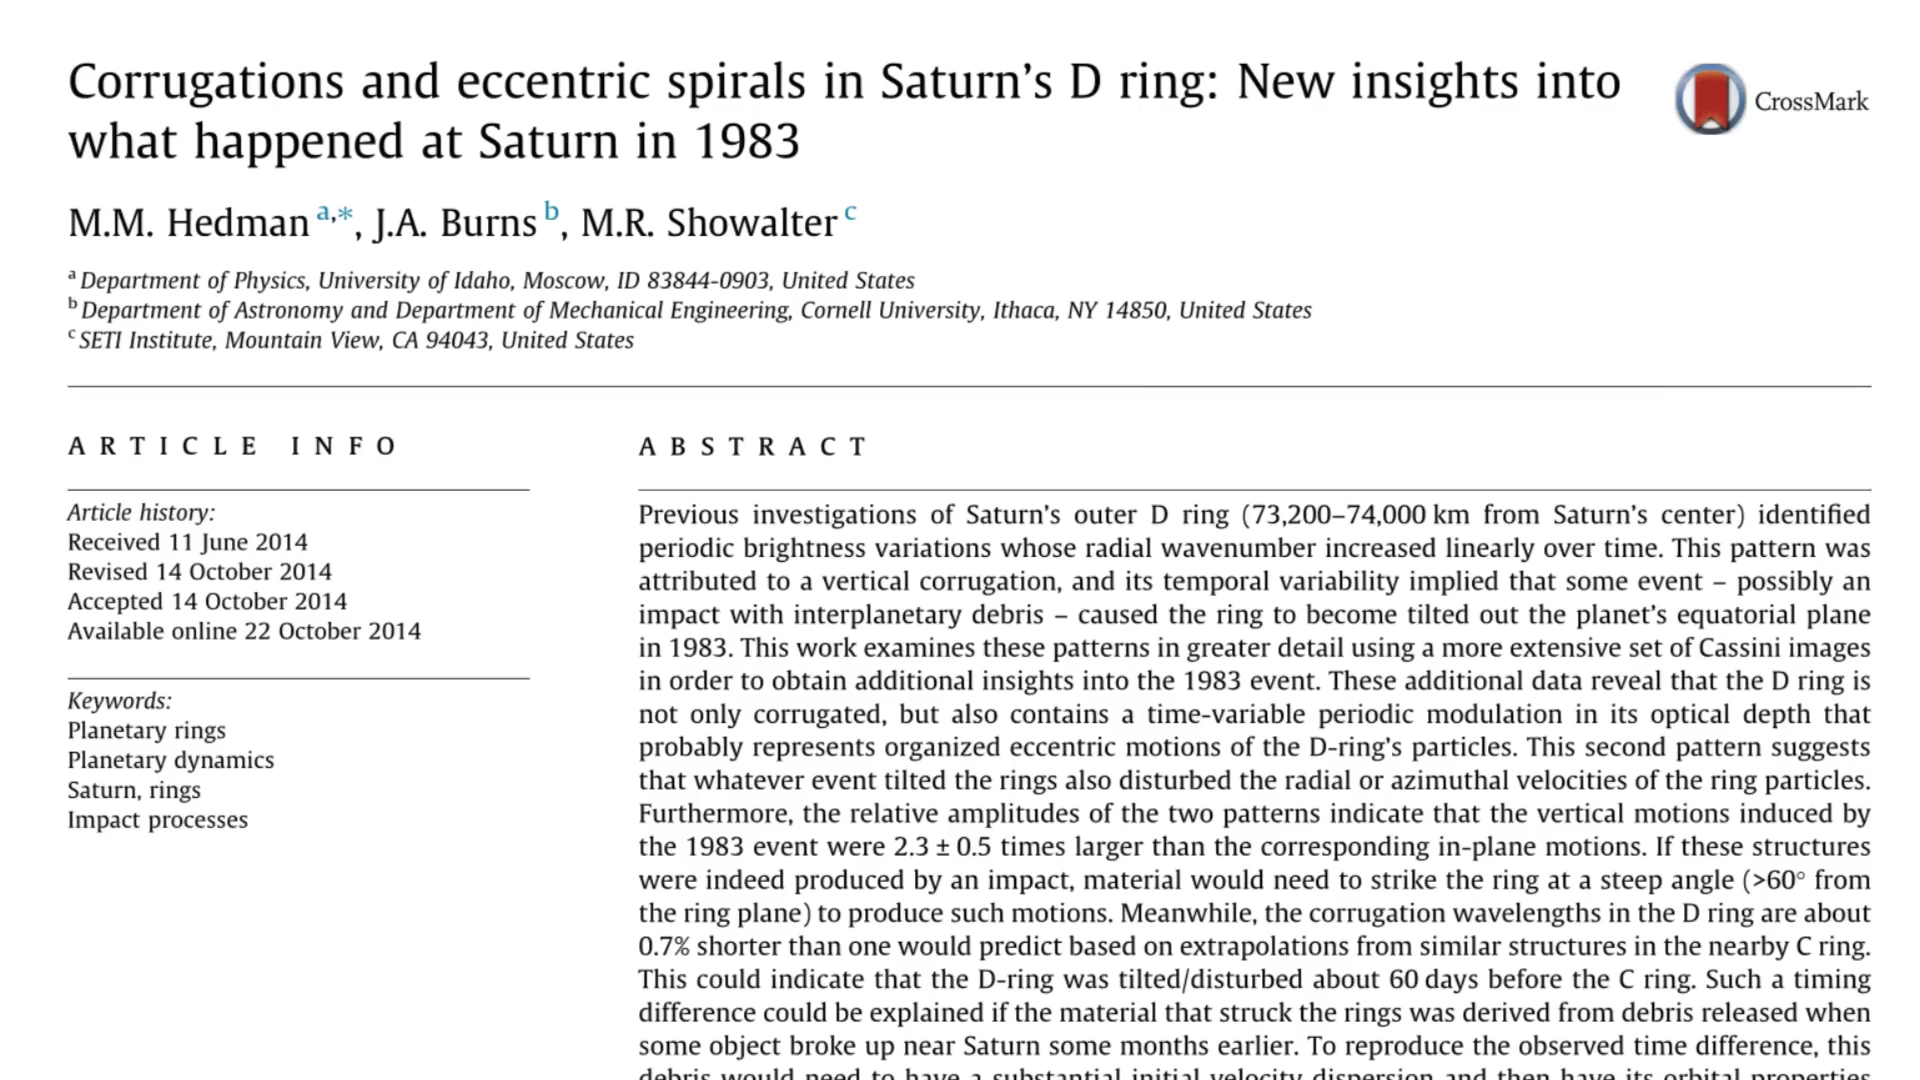 Corrugations and eccentric spirals in Saturn’s D ring: New insights into
what happened at Saturn in 1983
CrossMark
M.M. Hedman a,*, J.A. Burns b, M.R. Showalter c
a Department of Physics, University of Idaho, Moscow, ID 83844-0903, United States
b Department of Astronomy and Department of Mechanical Engineering, Cornell University, Ithaca, NY 14850, United States
c SETI Institute, Mountain View, CA 94043, United States
ARTICLE INFO
Article history:
Received 11 June 2014
Revised 14 October 2014
Accepted 14 October 2014
Available online 22 October 2014
Keywords:
Planetary rings
Planetary dynamics
Saturn, rings
Impact processes
ABSTRACT
Previous investigations of Saturn’s outer D ring (73,200–74,000 km from Saturn’s center) identified
periodic brightness variations whose radial wavenumber increased linearly over time. This pattern was
attributed to a vertical corrugation, and its temporal variability implied that some event – possibly an
impact with interplanetary debris – caused the ring to become tilted out the planet’s equatorial plane
in 1983. This work examines these patterns in greater detail using a more extensive set of Cassini images
in order to obtain additional insights into the 1983 event. These additional data reveal that the D ring is
not only corrugated, but also contains a time-variable periodic modulation in its optical depth that
probably represents organized eccentric motions of the D-ring’s particles. This second pattern suggests
that whatever event tilted the rings also disturbed the radial or azimuthal velocities of the ring particles.
Furthermore, the relative amplitudes of the two patterns indicate that the vertical motions induced by
the 1983 event were 2.3 ± 0.5 times larger than the corresponding in-plane motions. If these structures
were indeed produced by an impact, material would need to strike the ring at a steep angle (>60° from
the ring plane) to produce such motions. Meanwhile, the corrugation wavelengths in the D ring are about
0.7% shorter than one would predict based on extrapolations from similar structures in the nearby C ring.
This could indicate that the D-ring was tilted/disturbed about 60 days before the C ring. Such a timing
difference could be explained if the material that struck the rings was derived from debris released when
some object broke up near Saturn some months earlier. To reproduce the observed time difference, this
debris would need to have a substantial initial velocity dispersion and then have its orbital properties